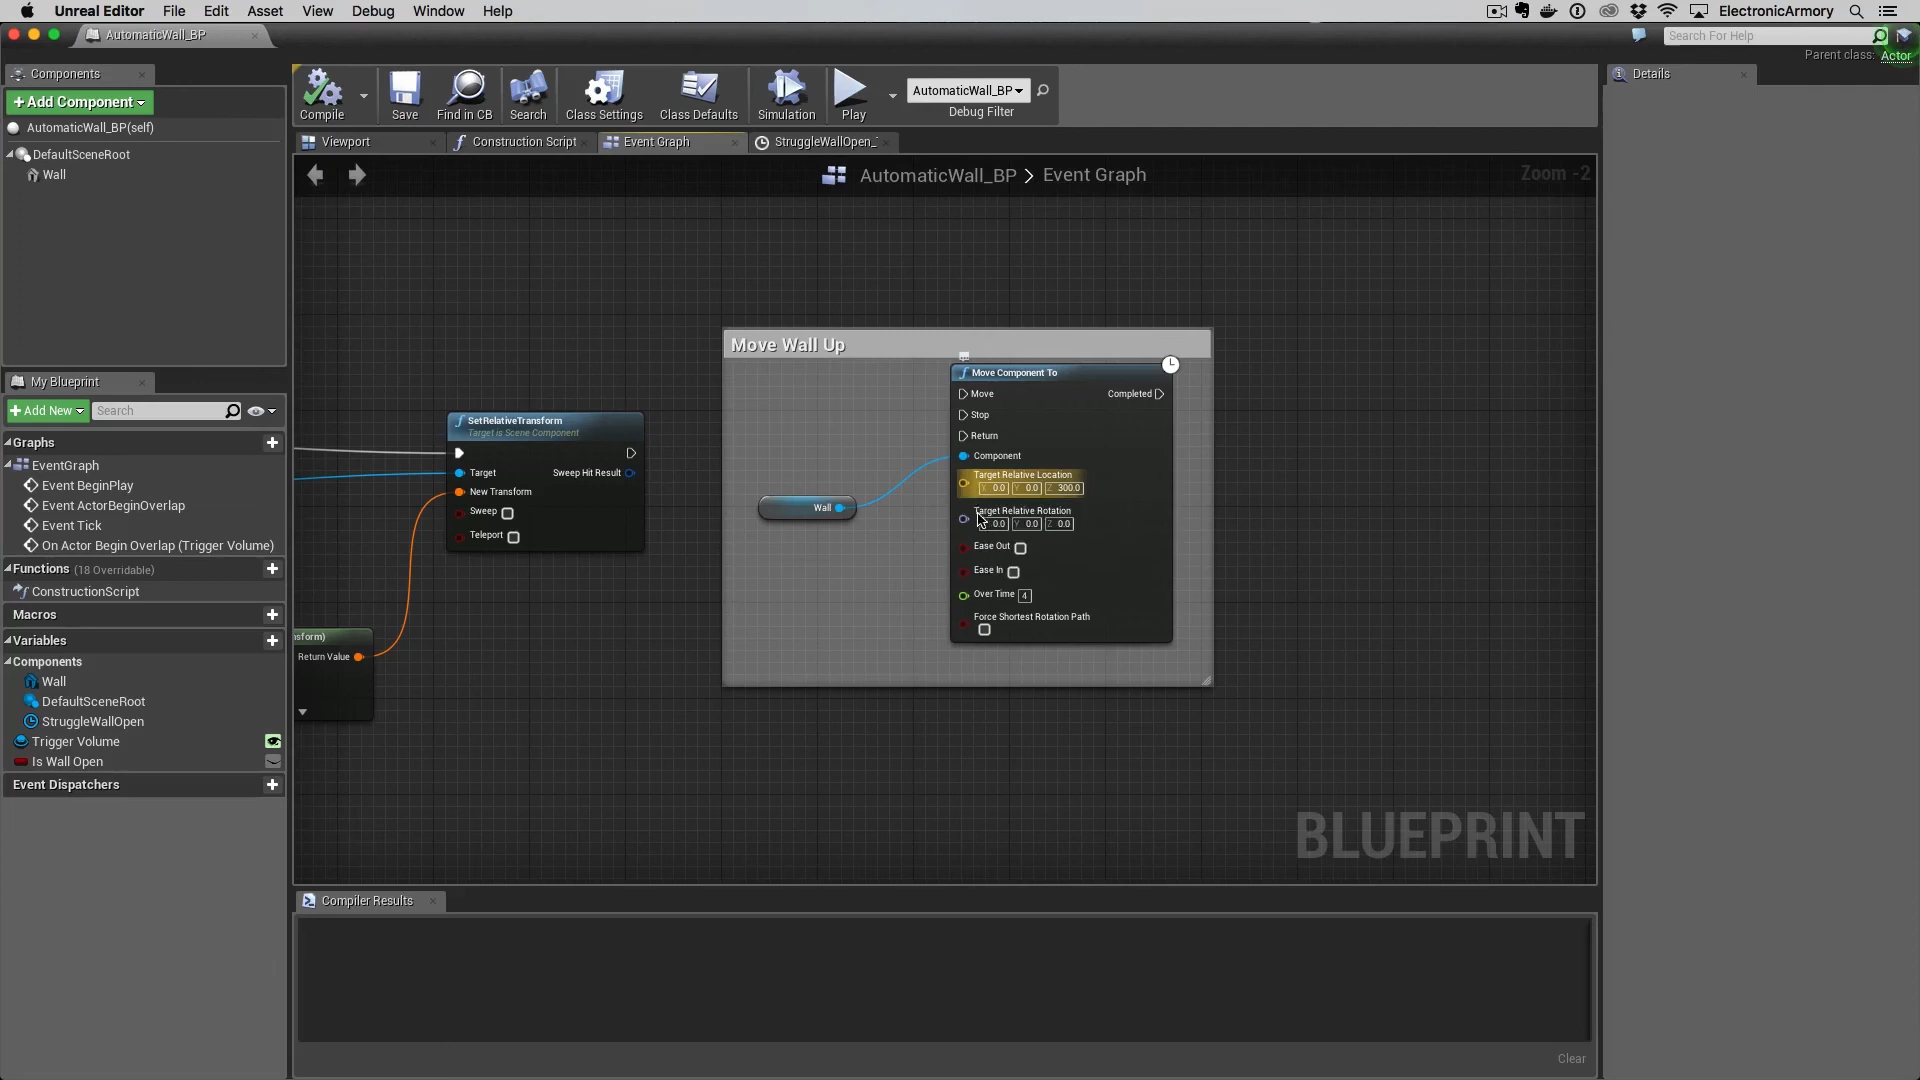 Unreal Editor File Edit Asset View Debug Window Help ElectronicArmory
AutomaticWall_BP
Search For Help
Parent class: Actor
Components
+Add Component
AutomaticWall_BP(self)
DefaultSceneRoot
Wall
Compile
Save
Find in CB
Search
Class Settings
Class Defaults
Simulation
Play
AutomaticWall_BP
Debug Filter
Details
Viewport
Construction Script
Event Graph
StruggleWallOpen_
AutomaticWall_BP > Event Graph
Zoom -2
My Blueprint
+Add New
Search
Graphs
EventGraph
Event BeginPlay
Event ActorBeginOverlap
Event Tick
On Actor Begin Overlap (Trigger Volume)
Functions (18 Overridable)
ConstructionScript
Macros
Variables
Components
Wall
DefaultSceneRoot
StruggleWallOpen
Trigger Volume
Is Wall Open
Event Dispatchers
SetRelativeTransform
Target is Scene Component
Target
Sweep Hit Result
New Transform
Sweep
Teleport
nsform)
Return Value
Move Wall Up
Wall
Move Component To
Move
Completed
Stop
Return
Component
Target Relative Location
X 0.0 Y 0.0 Z 300.0
Target Relative Rotation
0.0 Y 0.0 Z 0.0
Ease Out
Ease In
Over Time 4
Force Shortest Rotation Path
BLUEPRINT
Compiler Results
Clear